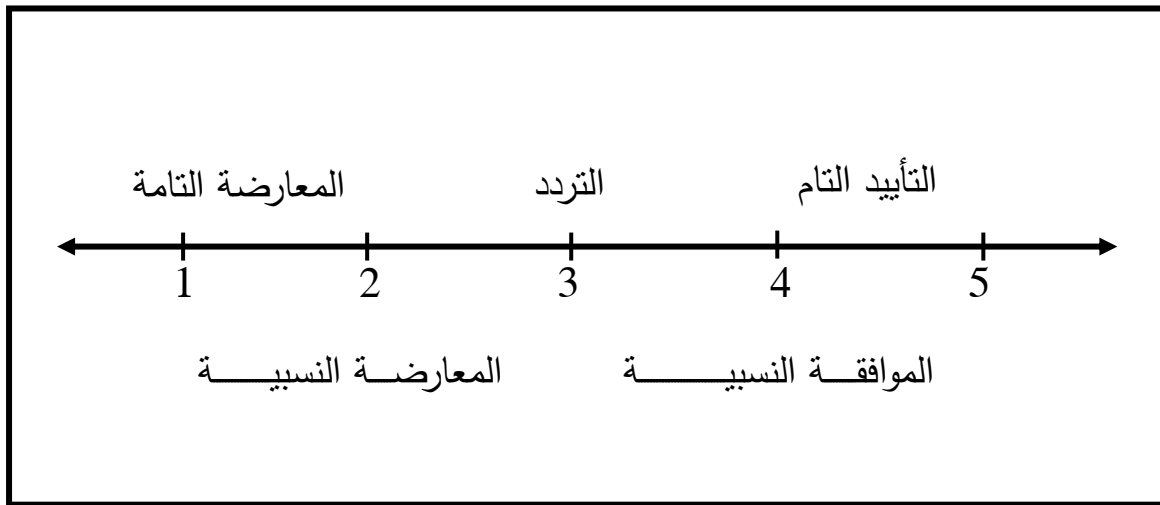 التأييد التام التردد المعارضة التامة
1 2 3 4 5
الموافقة النسبية المعارضة النسبية